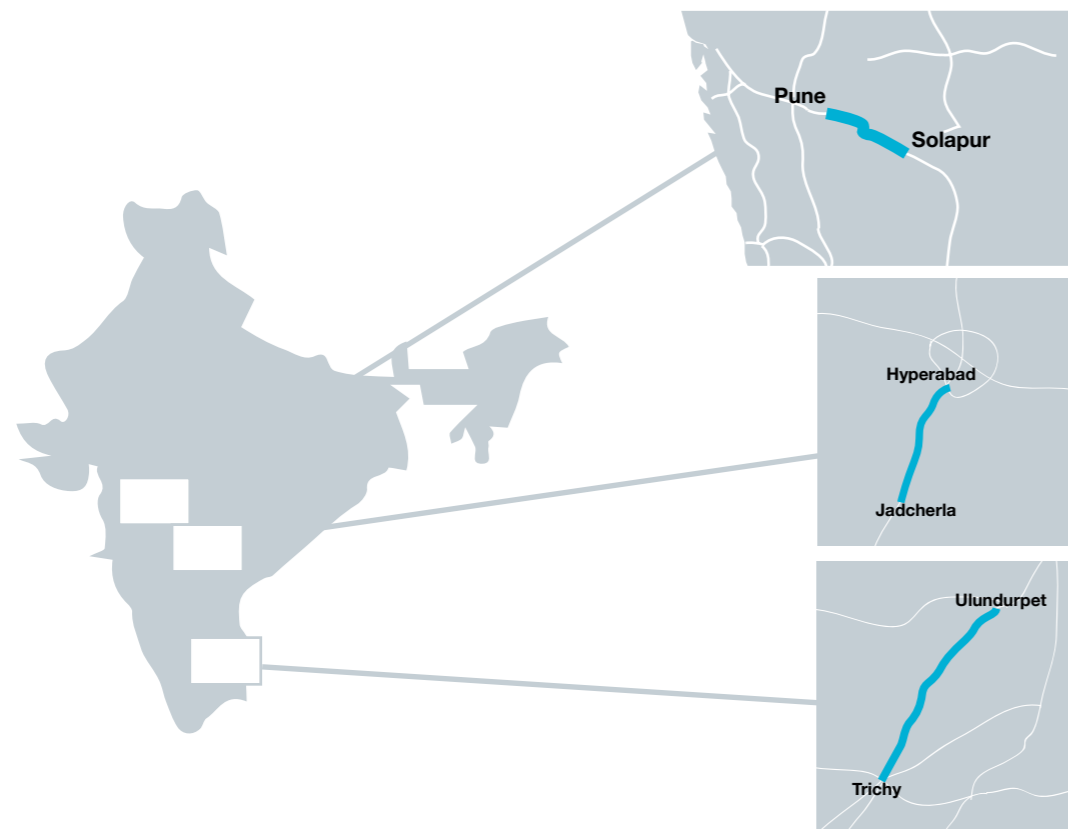 Pune
Solapur
Hyperabad
Jadcherla
Ulundurpet
Trichy